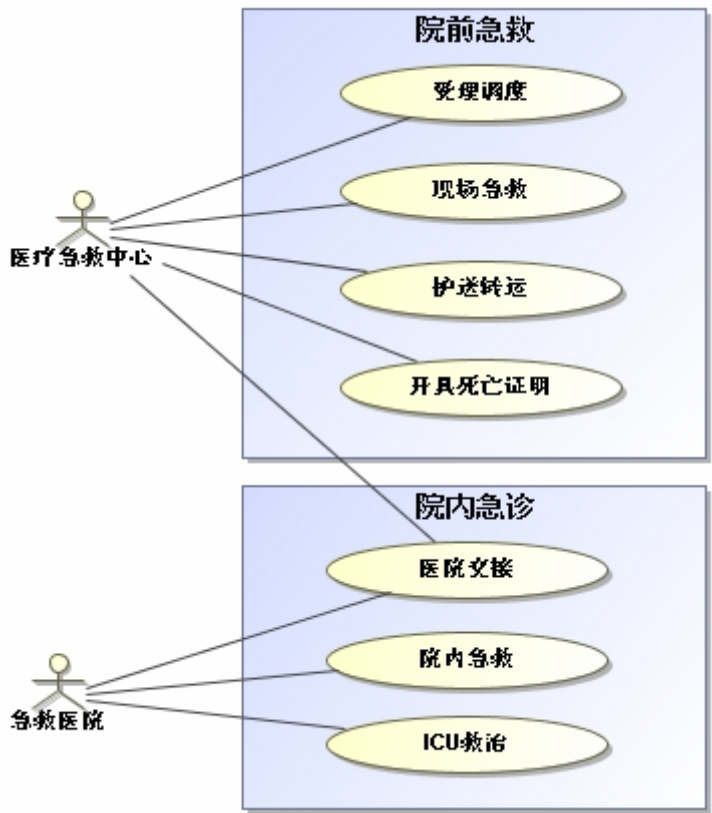 院前急救
受理调度
现场急救
医疗急救中心
护送转运
开具死亡证明
院内急诊
医院交接
院内急救
急救医院
ICU救治